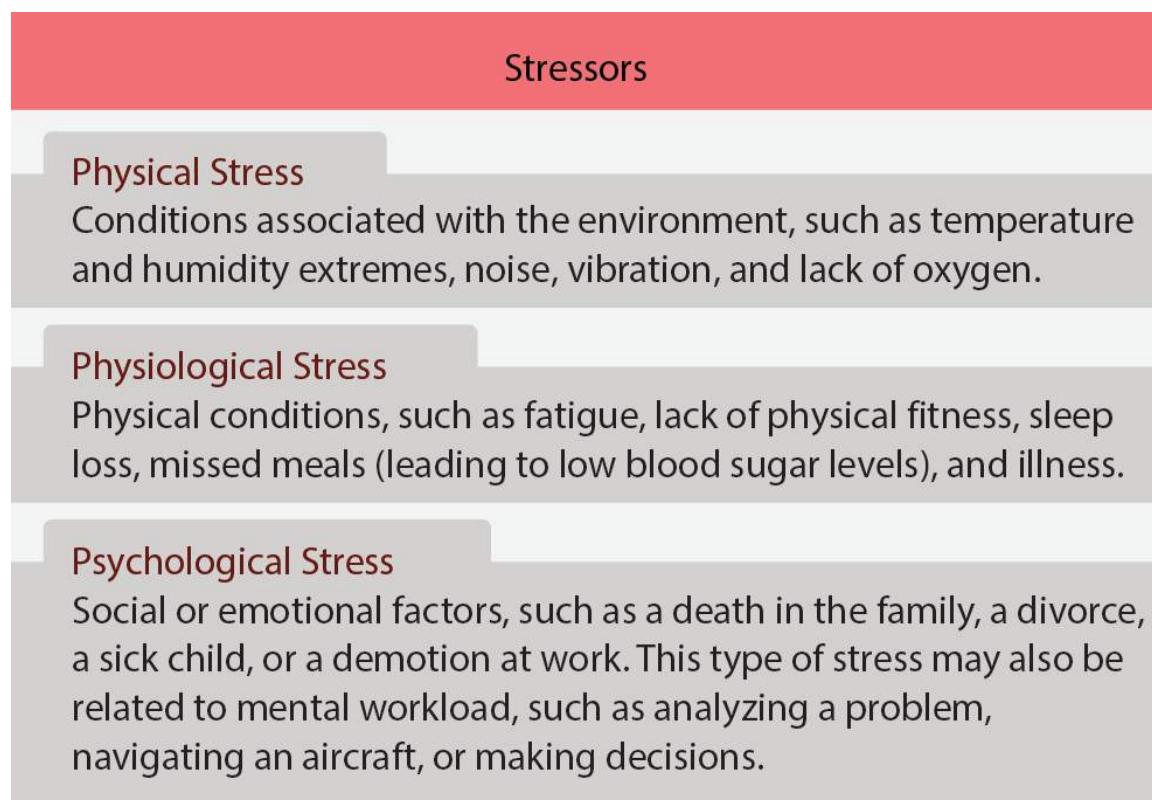 Stressors
Physical Stress
Conditions associated with the environment, such as temperature
and humidity extremes, noise, vibration, and lack of oxygen.
Physiological Stress
Physical conditions, such as fatigue, lack of physical fitness, sleep
loss, missed meals (leading to low blood sugar levels), and illness.
Psychological Stress
Social or emotional factors, such as a death in the family, a divorce,
a sick child, or a demotion at work. This type of stress may also be
related to mental workload, such as analyzing a problem,
navigating an aircraft, or making decisions.